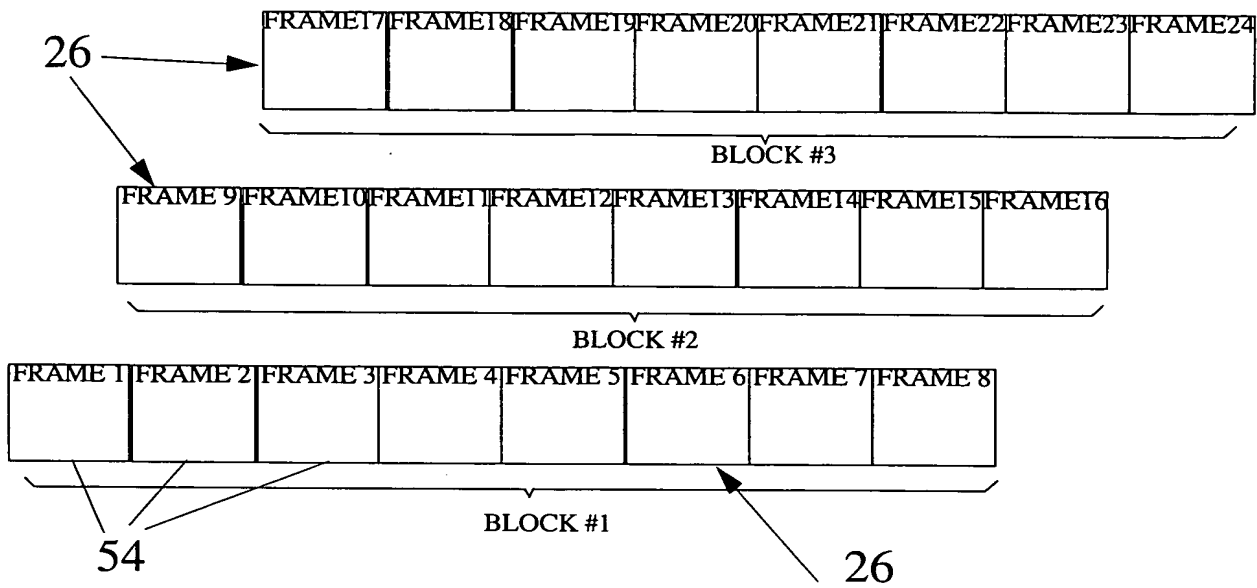 FRAME17 FRAME18 FRAME19 FRAME20 FRAME21 FRAME22 FRAME23 FRAME24
26
BLOCK #3
FRAME 9 FRAME10 FRAME11 FRAME12 FRAME13 FRAME14 FRAME15 FRAME16
BLOCK #2
FRAME 1 FRAME 2 FRAME 3 FRAME 4 FRAME 5 FRAME 6 FRAME 7 FRAME 8
BLOCK #1
54
26